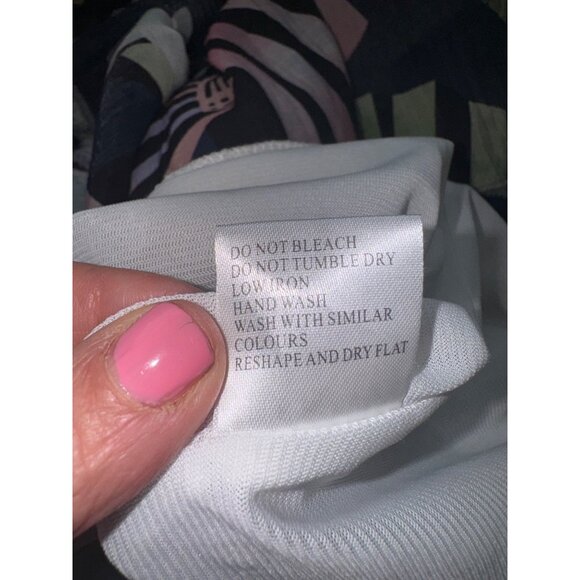 DO NOT BLEACH
DO NOT TUMBLE DRY
LOW IRON
HAND WASH
WASH WITH SIMILAR
COLOURS
RESHAPE AND DRY FLAT